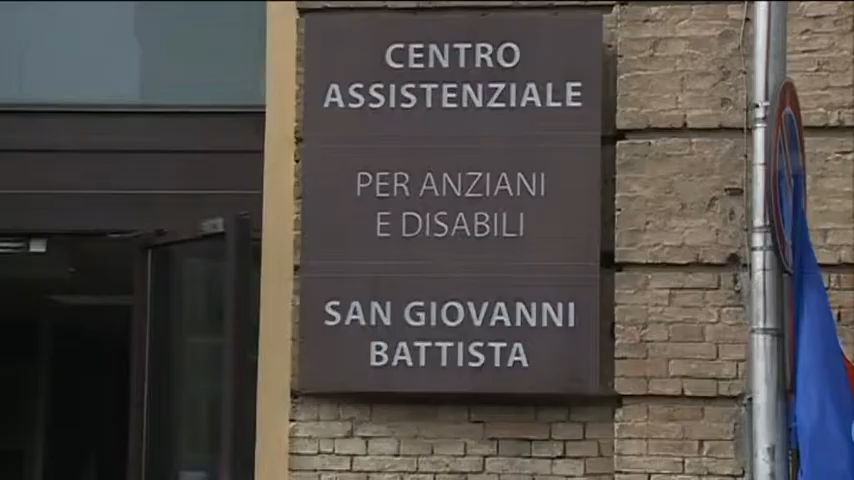 CENTRO
ASSISTENZIALE
PER ANZIANI
E DISABILI
SAN GIOVANNI
BATTISTA